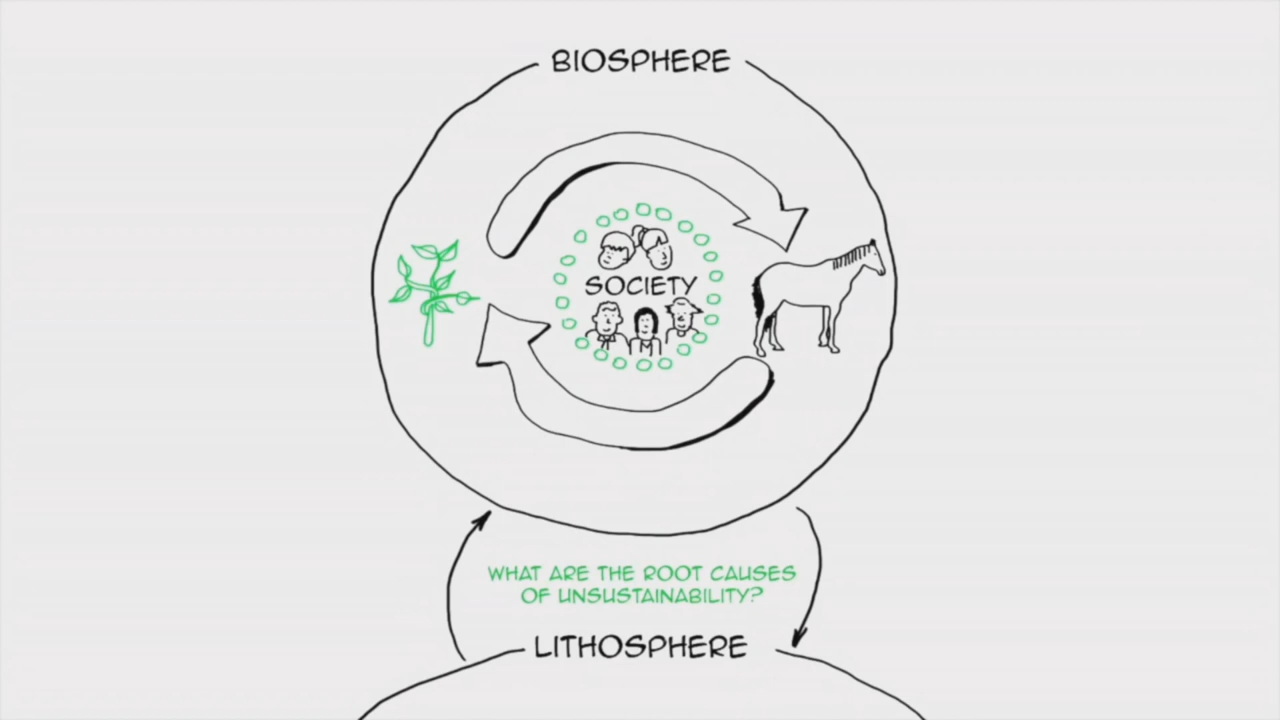 BIOSPHERE
SOCIETY
WHAT ARE THE ROOT CAUSES
OF UNSUSTAINABILITY?
LITHOSPHERE